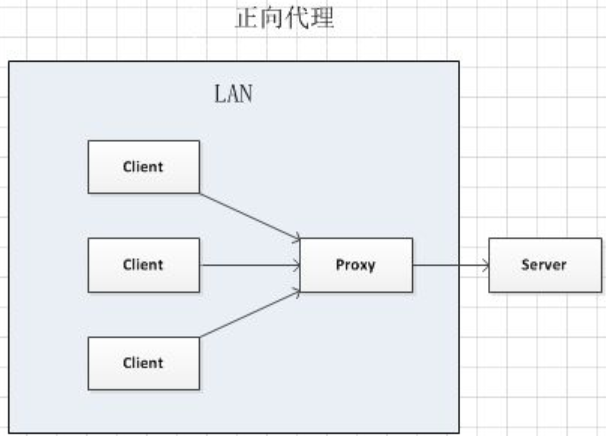 正向代理
LAN
Client
Client
Proxy
Server
Client